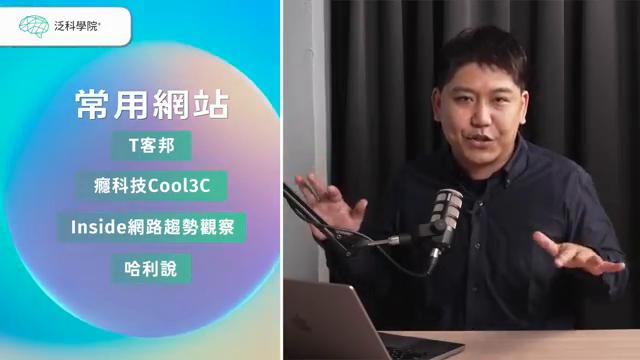 泛科學院
常用網站
T客邦
癮科技Cool3C
Inside網路趨勢觀察
哈利說